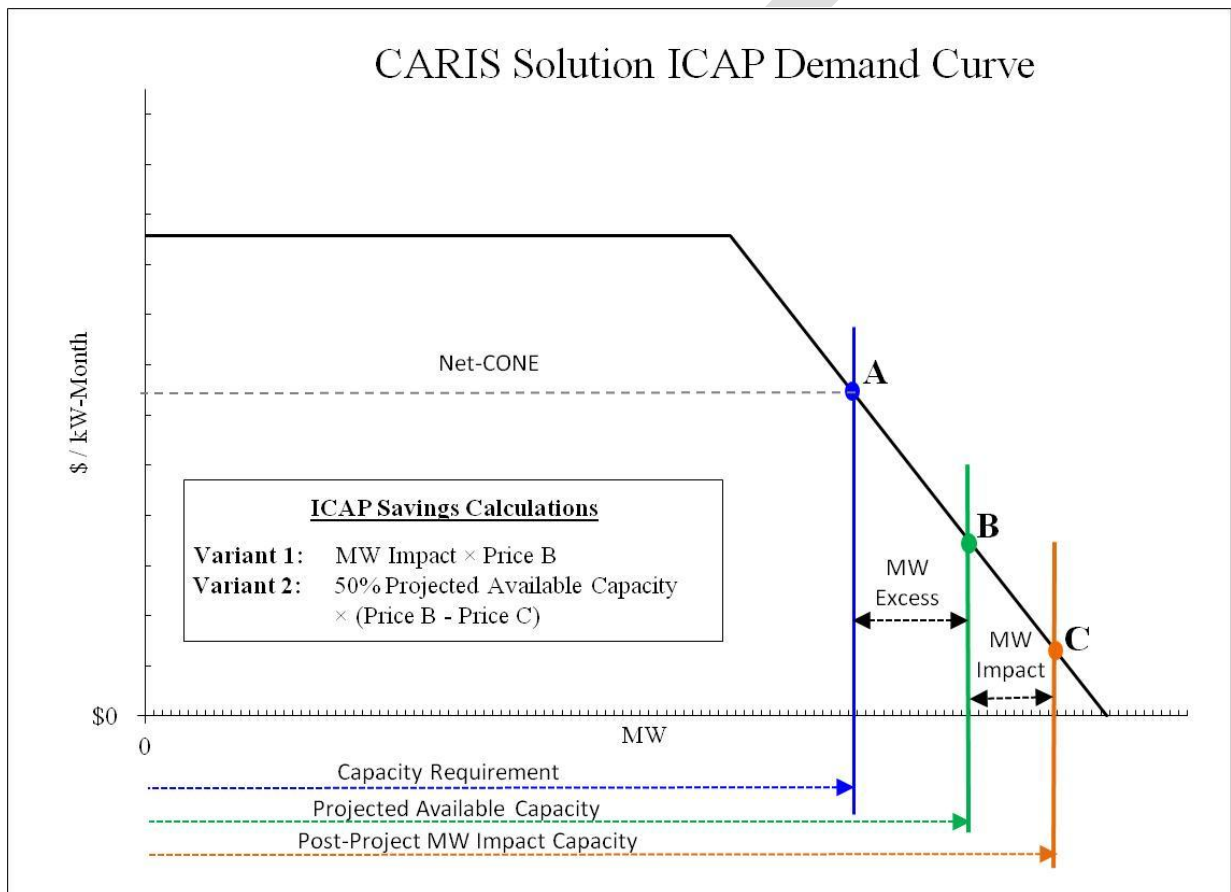 CARIS Solution ICAP Demand Curve
$ / kW-Month
Net-CONE
A
ICAP Savings Calculations
Variant 1: MW Impact × Price B
Variant 2: 50% Projected Available Capacity
× (Price B - Price C)
B
MW
Excess
MW
Impact
C
$0
0
MW
Capacity Requirement
Projected Available Capacity
Post-Project MW Impact Capacity